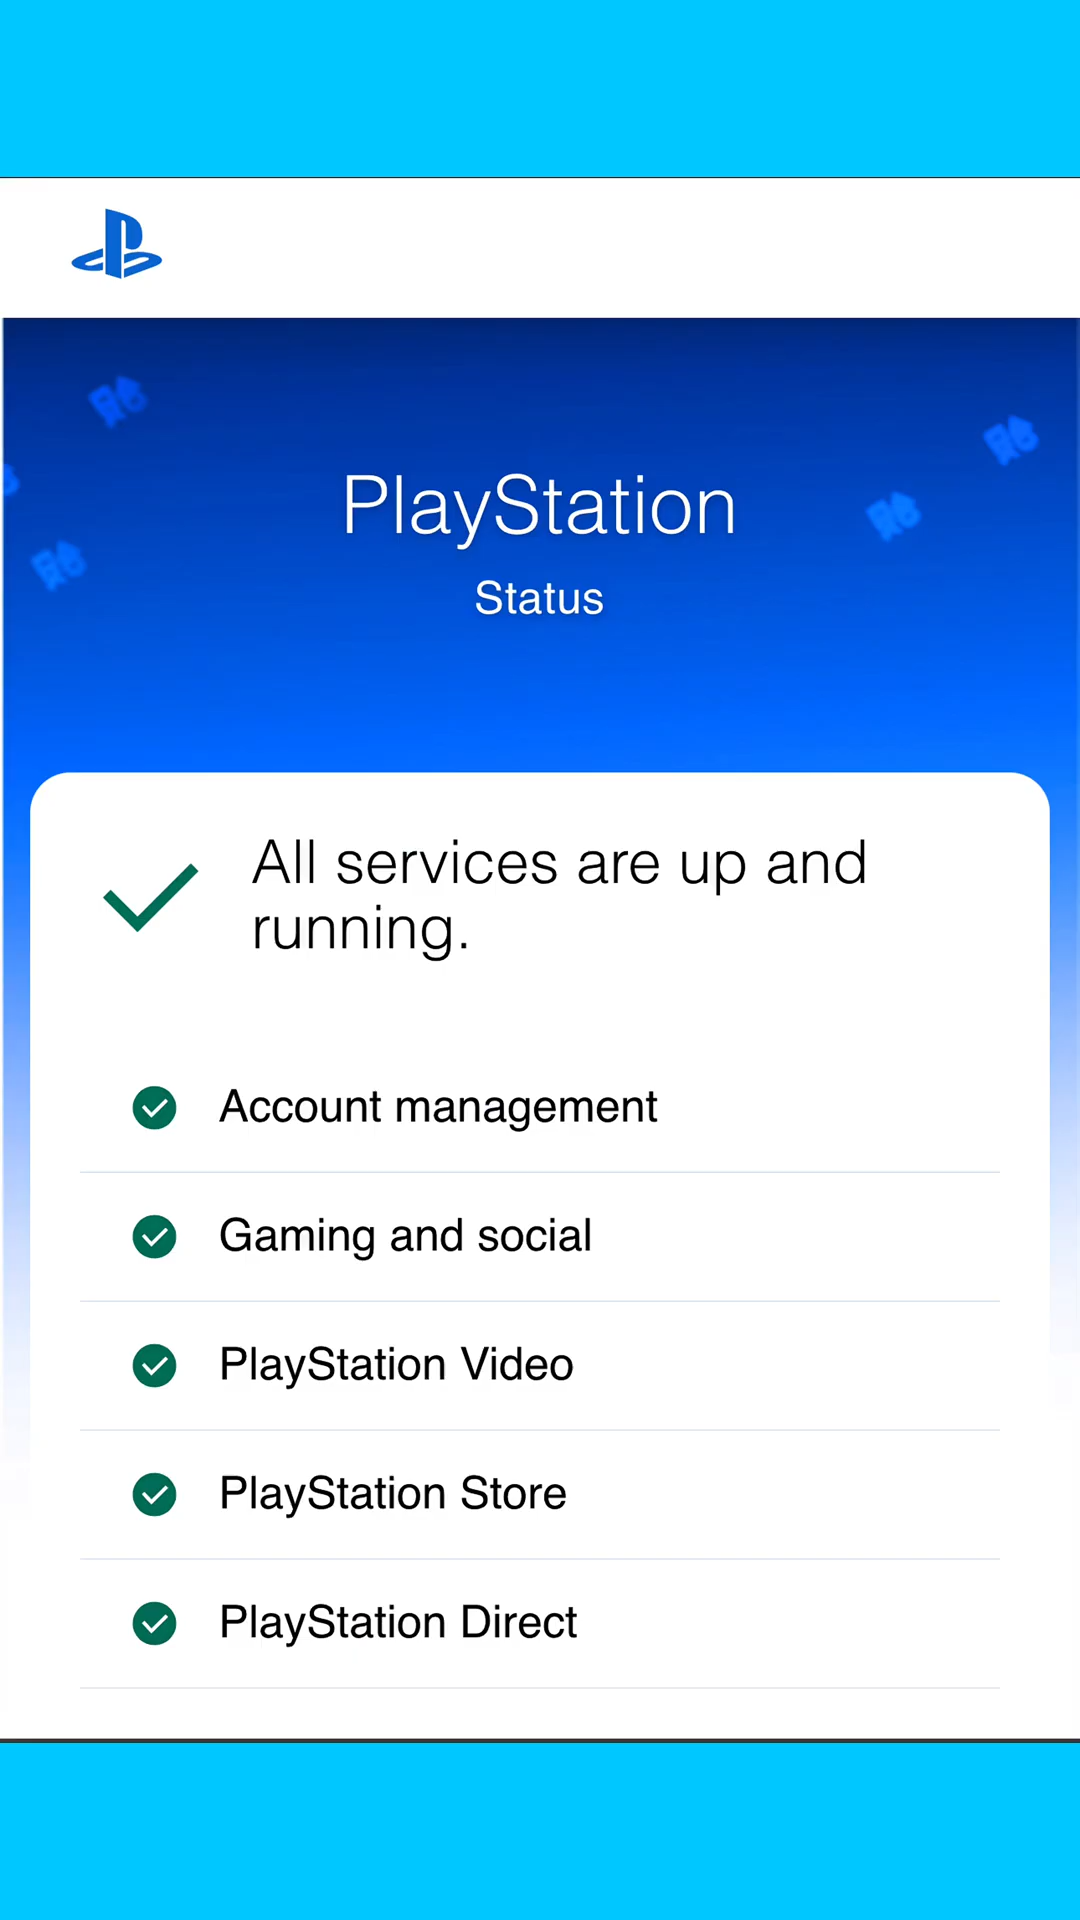 PlayStation
Status
All services are up and
running.
Account management
Gaming and social
PlayStation Video
PlayStation Store
PlayStation Direct